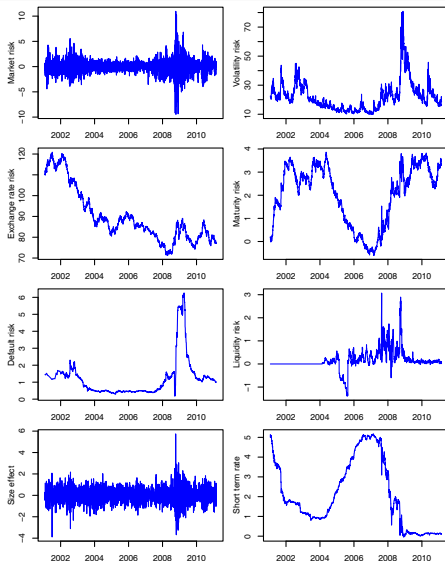 Market risk
10
5
0
−5
−10
2002 2004 2006 2008 2010
Volatility risk
80
70
50
30
10
2002 2004 2006 2008 2010
Exchange rate risk
120
110
100
90
80
70
2002 2004 2006 2008 2010
Maturity risk
4
3
2
1
0
2002 2004 2006 2008 2010
Default risk
6
5
4
3
2
1
0
2002 2004 2006 2008 2010
Liquidity risk
3
2
1
0
−1
2002 2004 2006 2008 2010
Size effect
6
4
2
0
−2
−4
2002 2004 2006 2008 2010
Short term rate
5
4
3
2
1
0
2002 2004 2006 2008 2010